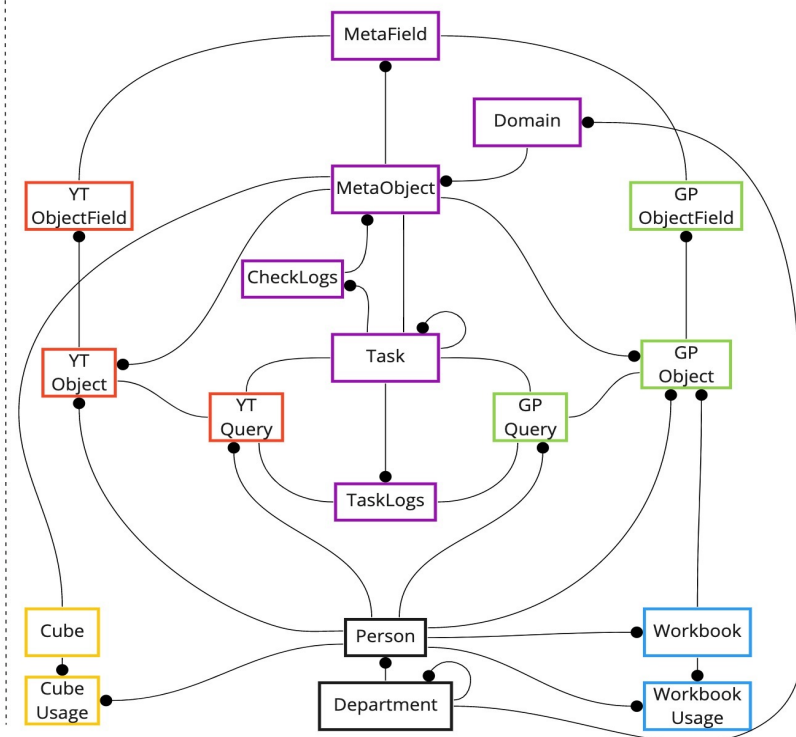 MetaField
Domain
YT
ObjectField
MetaObject
GP
ObjectField
CheckLogs
YT
Object
Task
GP
Object
YT
Query
GP
Query
TaskLogs
Cube
Person
Workbook
Cube
Usage
Department
Workbook
Usage